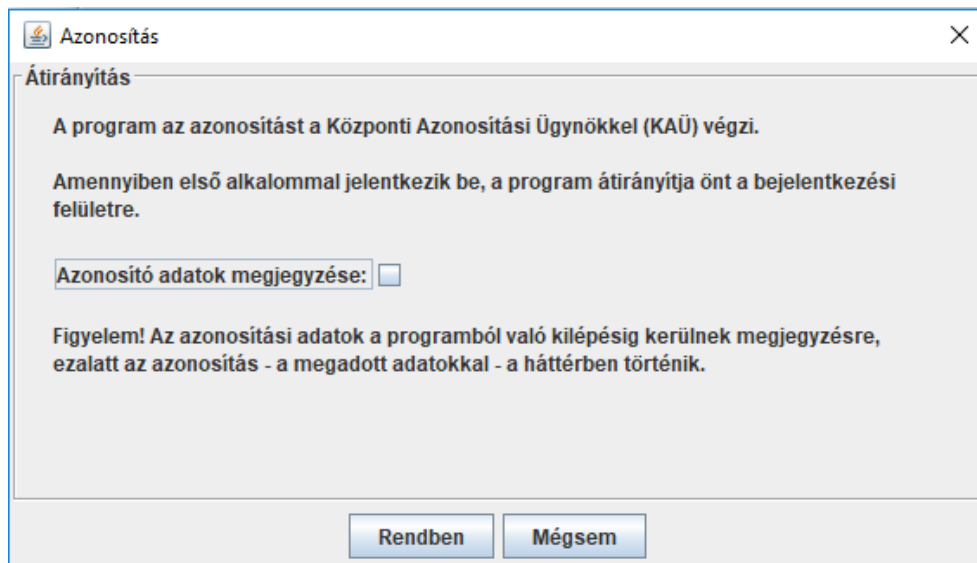 Azonosítás
Átirányítás
A program az azonosítást a Központi Azonosítási Ügynökkel (KAÜ) végzi.
Amennyiben első alkalommal jelentkezik be, a program átirányítja önt a bejelentkezési
felületre.
Azonosító adatok megjegyzése:
Figyelem! Az azonosítási adatok a programból való kilépésig kerülnek megjegyzésre,
ezalatt az azonosítás - a megadott adatokkal - a háttérben történik.
Rendben Mégsem